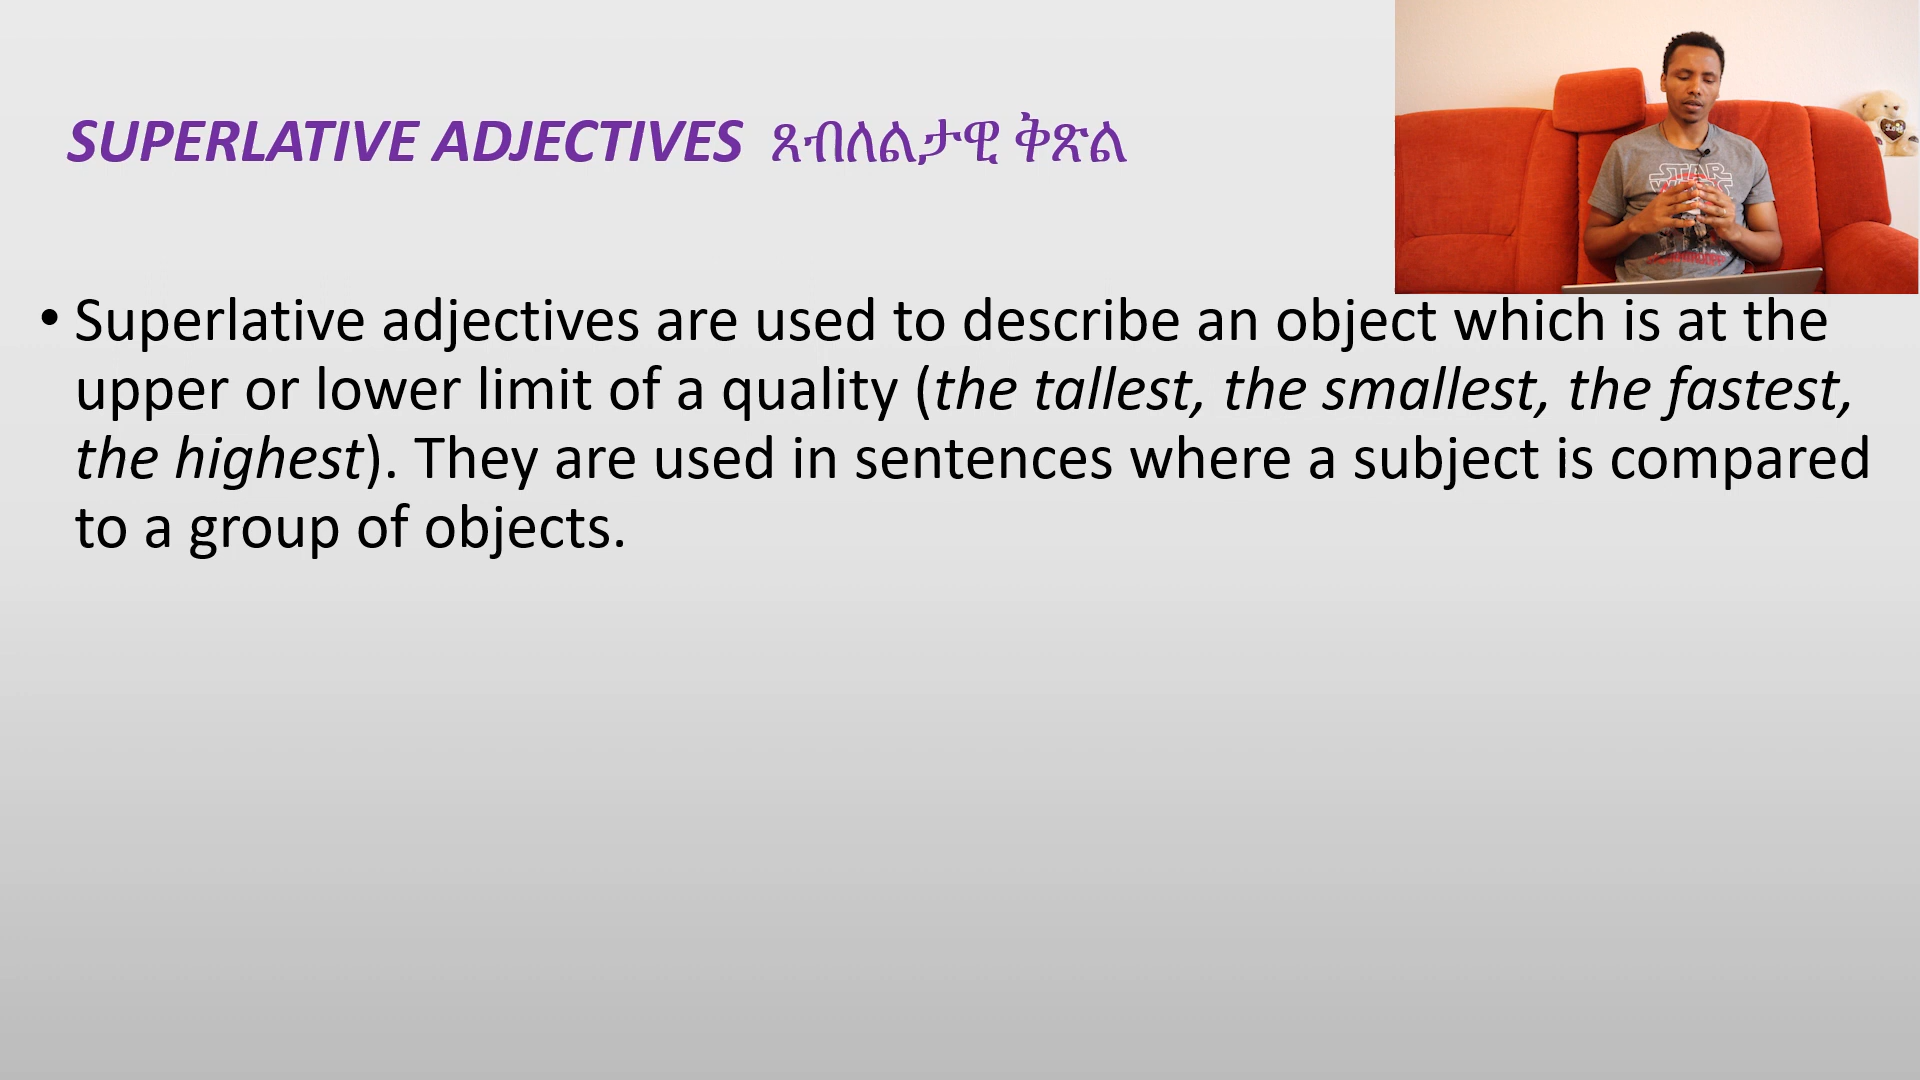 SUPERLATIVE ADJECTIVES ጸብለልታዊ ቅጽል
STAR
WARS
• Superlative adjectives are used to describe an object which is at the
upper or lower limit of a quality (the tallest, the smallest, the fastest,
the highest). They are used in sentences where a subject is compared
to a group of objects.